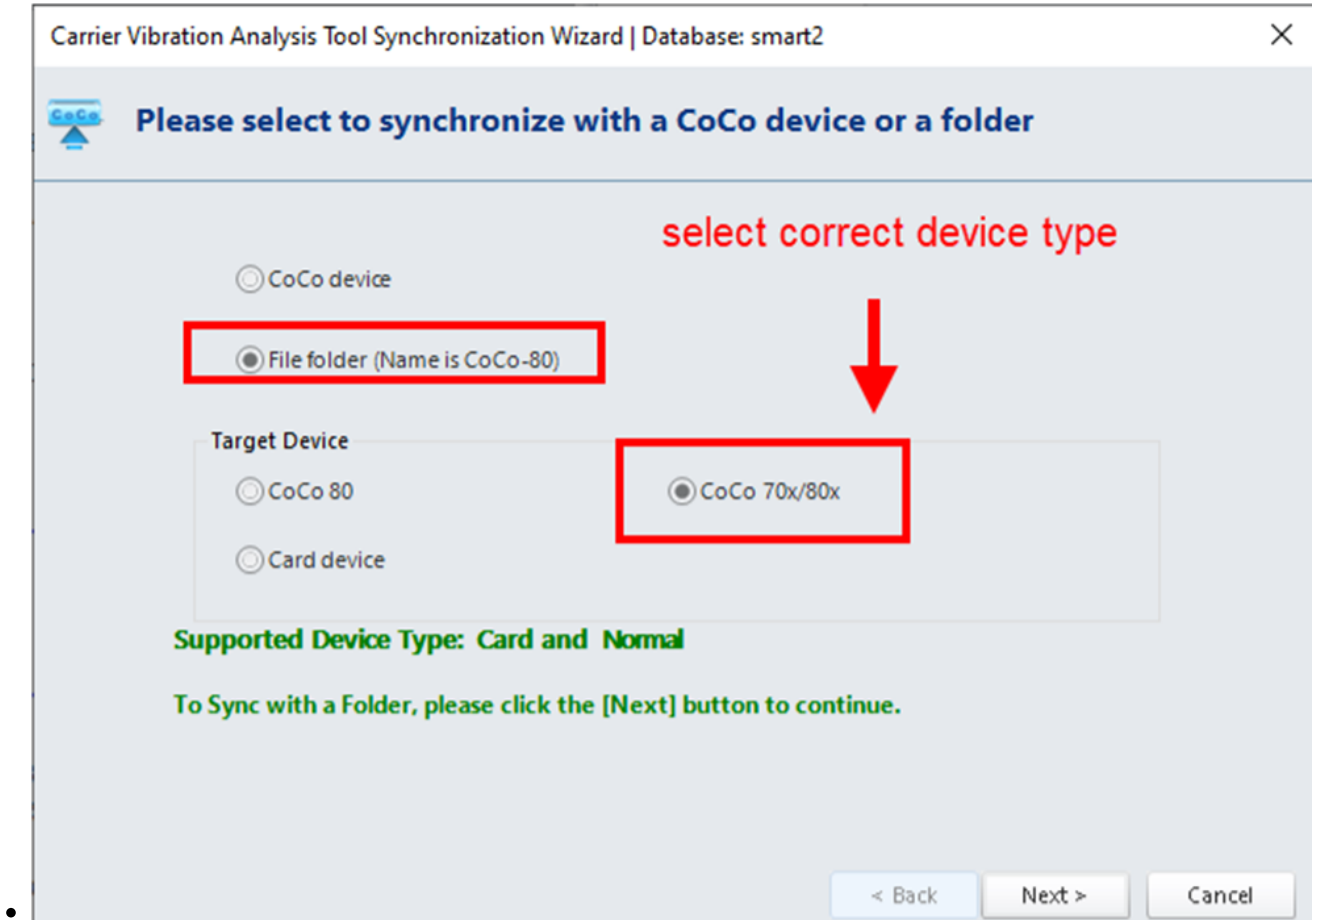 Carrier Vibration Analysis Tool Synchronization Wizard | Database: smart2
CoCo
Please select to synchronize with a CoCo device or a folder
select correct device type
CoCo device
File folder (Name is CoCo-80)
Target Device
CoCo 80
CoCo 70x/80x
Card device
Supported Device Type: Card and Normal
To Sync with a Folder, please click the [Next] button to continue.
< Back
Next >
Cancel